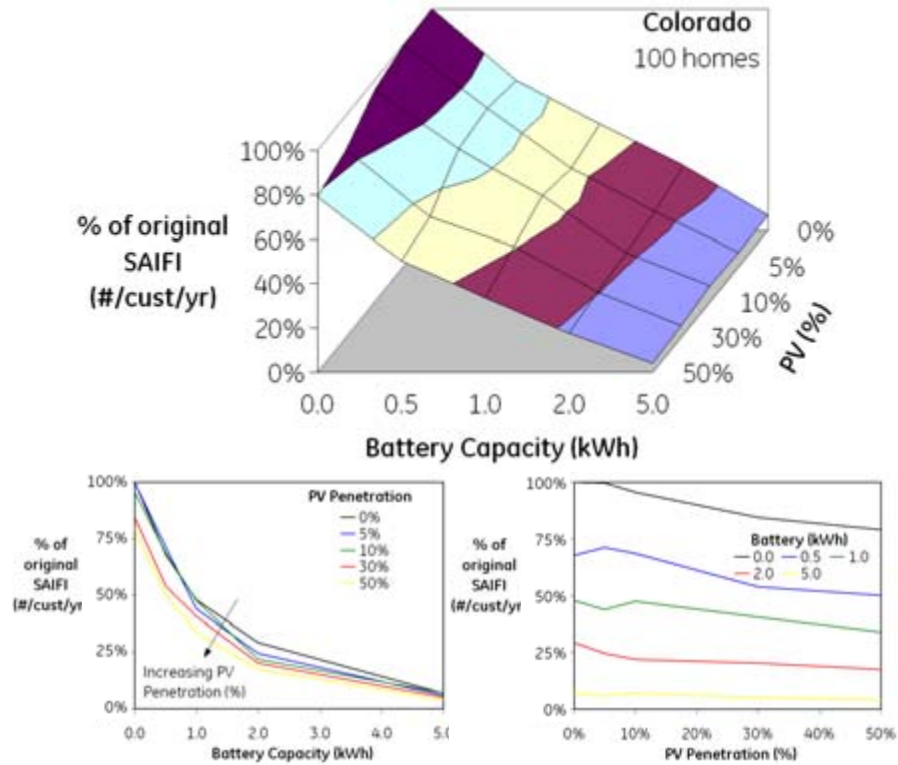 Colorado
100 homes
100%
80%
60%
40%
20%
0%
% of original
SAIFI
(#/cust/yr)
0.0 0.5 1.0 2.0 5.0
Battery Capacity (kWh)
0%
5%
10%
30%
50%
PV (%)
100%
75%
50%
25%
0%
% of
original
SAIFI
(#/cust/yr
PV Penetration
0%
5%
10%
30%
50%
Increasing PV
Penetration (%)
0.0 1.0 2.0 3.0 4.0 5.0
Battery Capacity (kWh)
100%
75%
50%
25%
0%
% of
original
SAIFI
(#/cust/yr
Battery (kWh)
0.0 0.5 1.0
2.0 5.0
0% 10% 20% 30% 40% 50%
PV Penetration (%)